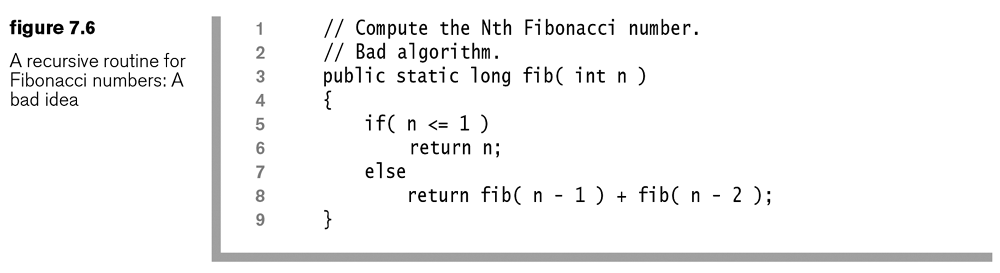 figure 7.6
A recursive routine for
Fibonacci numbers: A
bad idea
1 // Compute the Nth Fibonacci number.
2 // Bad algorithm.
3 public static long fib( int n )
4 {
5 if( n <= 1 )
6 return n;
7 else
8 return fib( n - 1 ) + fib( n - 2 );
9 }